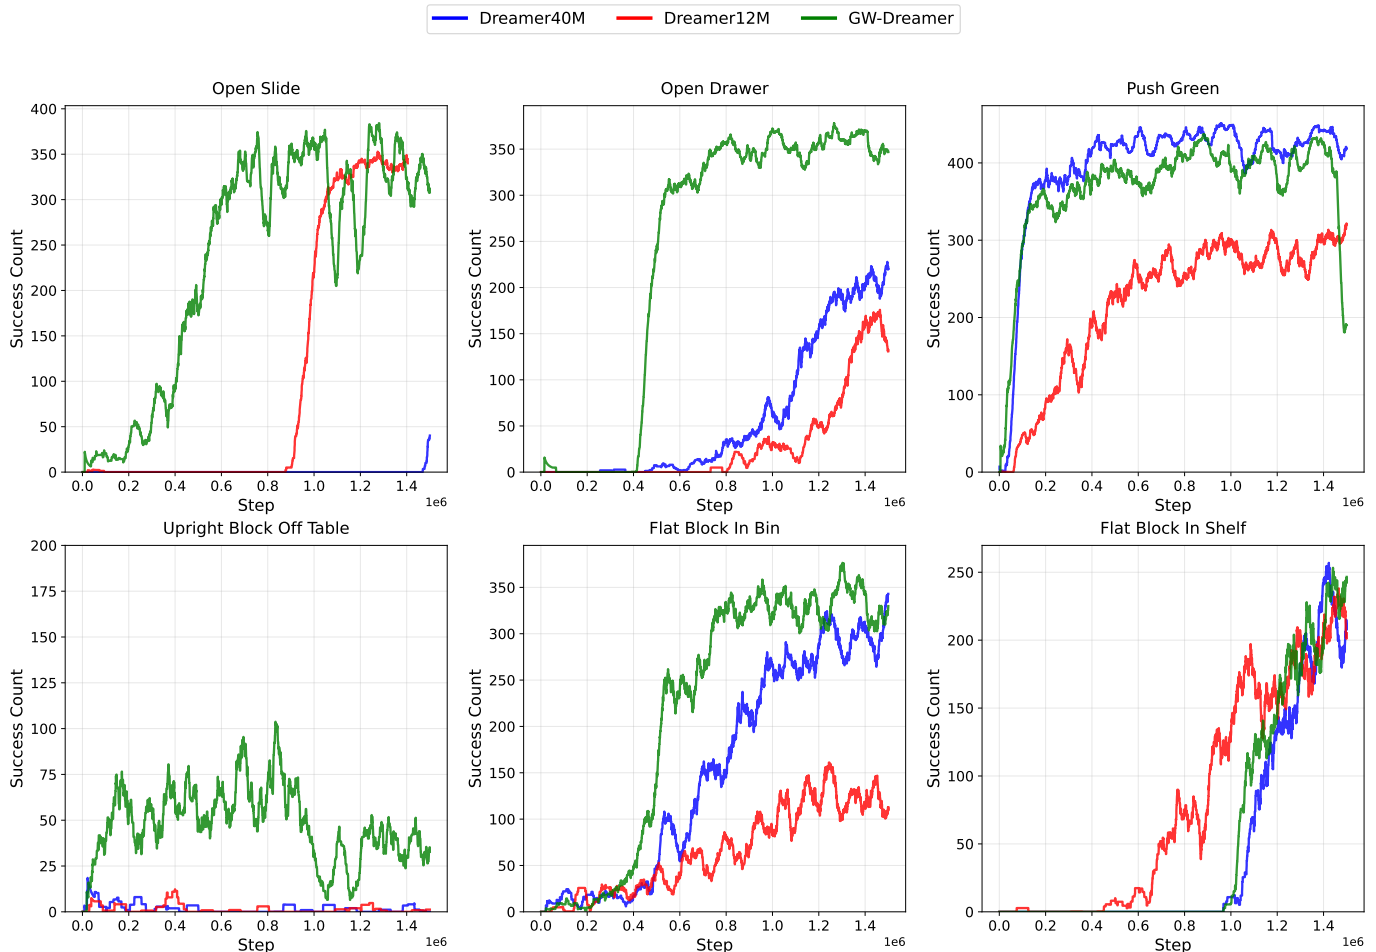 Dreamer40M Dreamer12M GW-Dreamer
Open Slide
Success Count
400
350
300
250
200
150
100
50
0
0.0 0.2 0.4 0.6 0.8 1.0 1.2 1.4
1e6
Step
Open Drawer
Success Count
350
300
250
200
150
100
50
0
0.0 0.2 0.4 0.6 0.8 1.0 1.2 1.4
1e6
Step
Push Green
Success Count
400
300
200
100
0
0.0 0.2 0.4 0.6 0.8 1.0 1.2 1.4
1e6
Step
Upright Block Off Table
Success Count
200
175
150
125
100
75
50
25
0
0.0 0.2 0.4 0.6 0.8 1.0 1.2 1.4
1e6
Step
Flat Block In Bin
Success Count
350
300
250
200
150
100
50
0
0.0 0.2 0.4 0.6 0.8 1.0 1.2 1.4
1e6
Step
Flat Block In Shelf
Success Count
250
200
150
100
50
0
0.0 0.2 0.4 0.6 0.8 1.0 1.2 1.4
1e6
Step